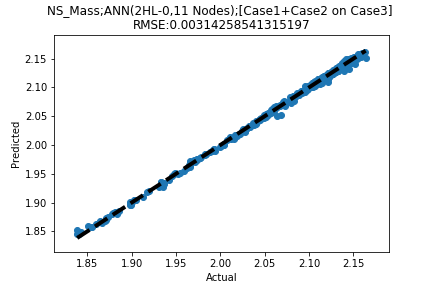 NS_Mass;ANN(2HL-0,11 Nodes);[Case1+Case2 on Case3]
RMSE:0.00314258541315197
2.15
2.10
2.05
2.00
1.95
1.90
1.85
Predicted
1.85 1.90 1.95 2.00 2.05 2.10 2.15
Actual